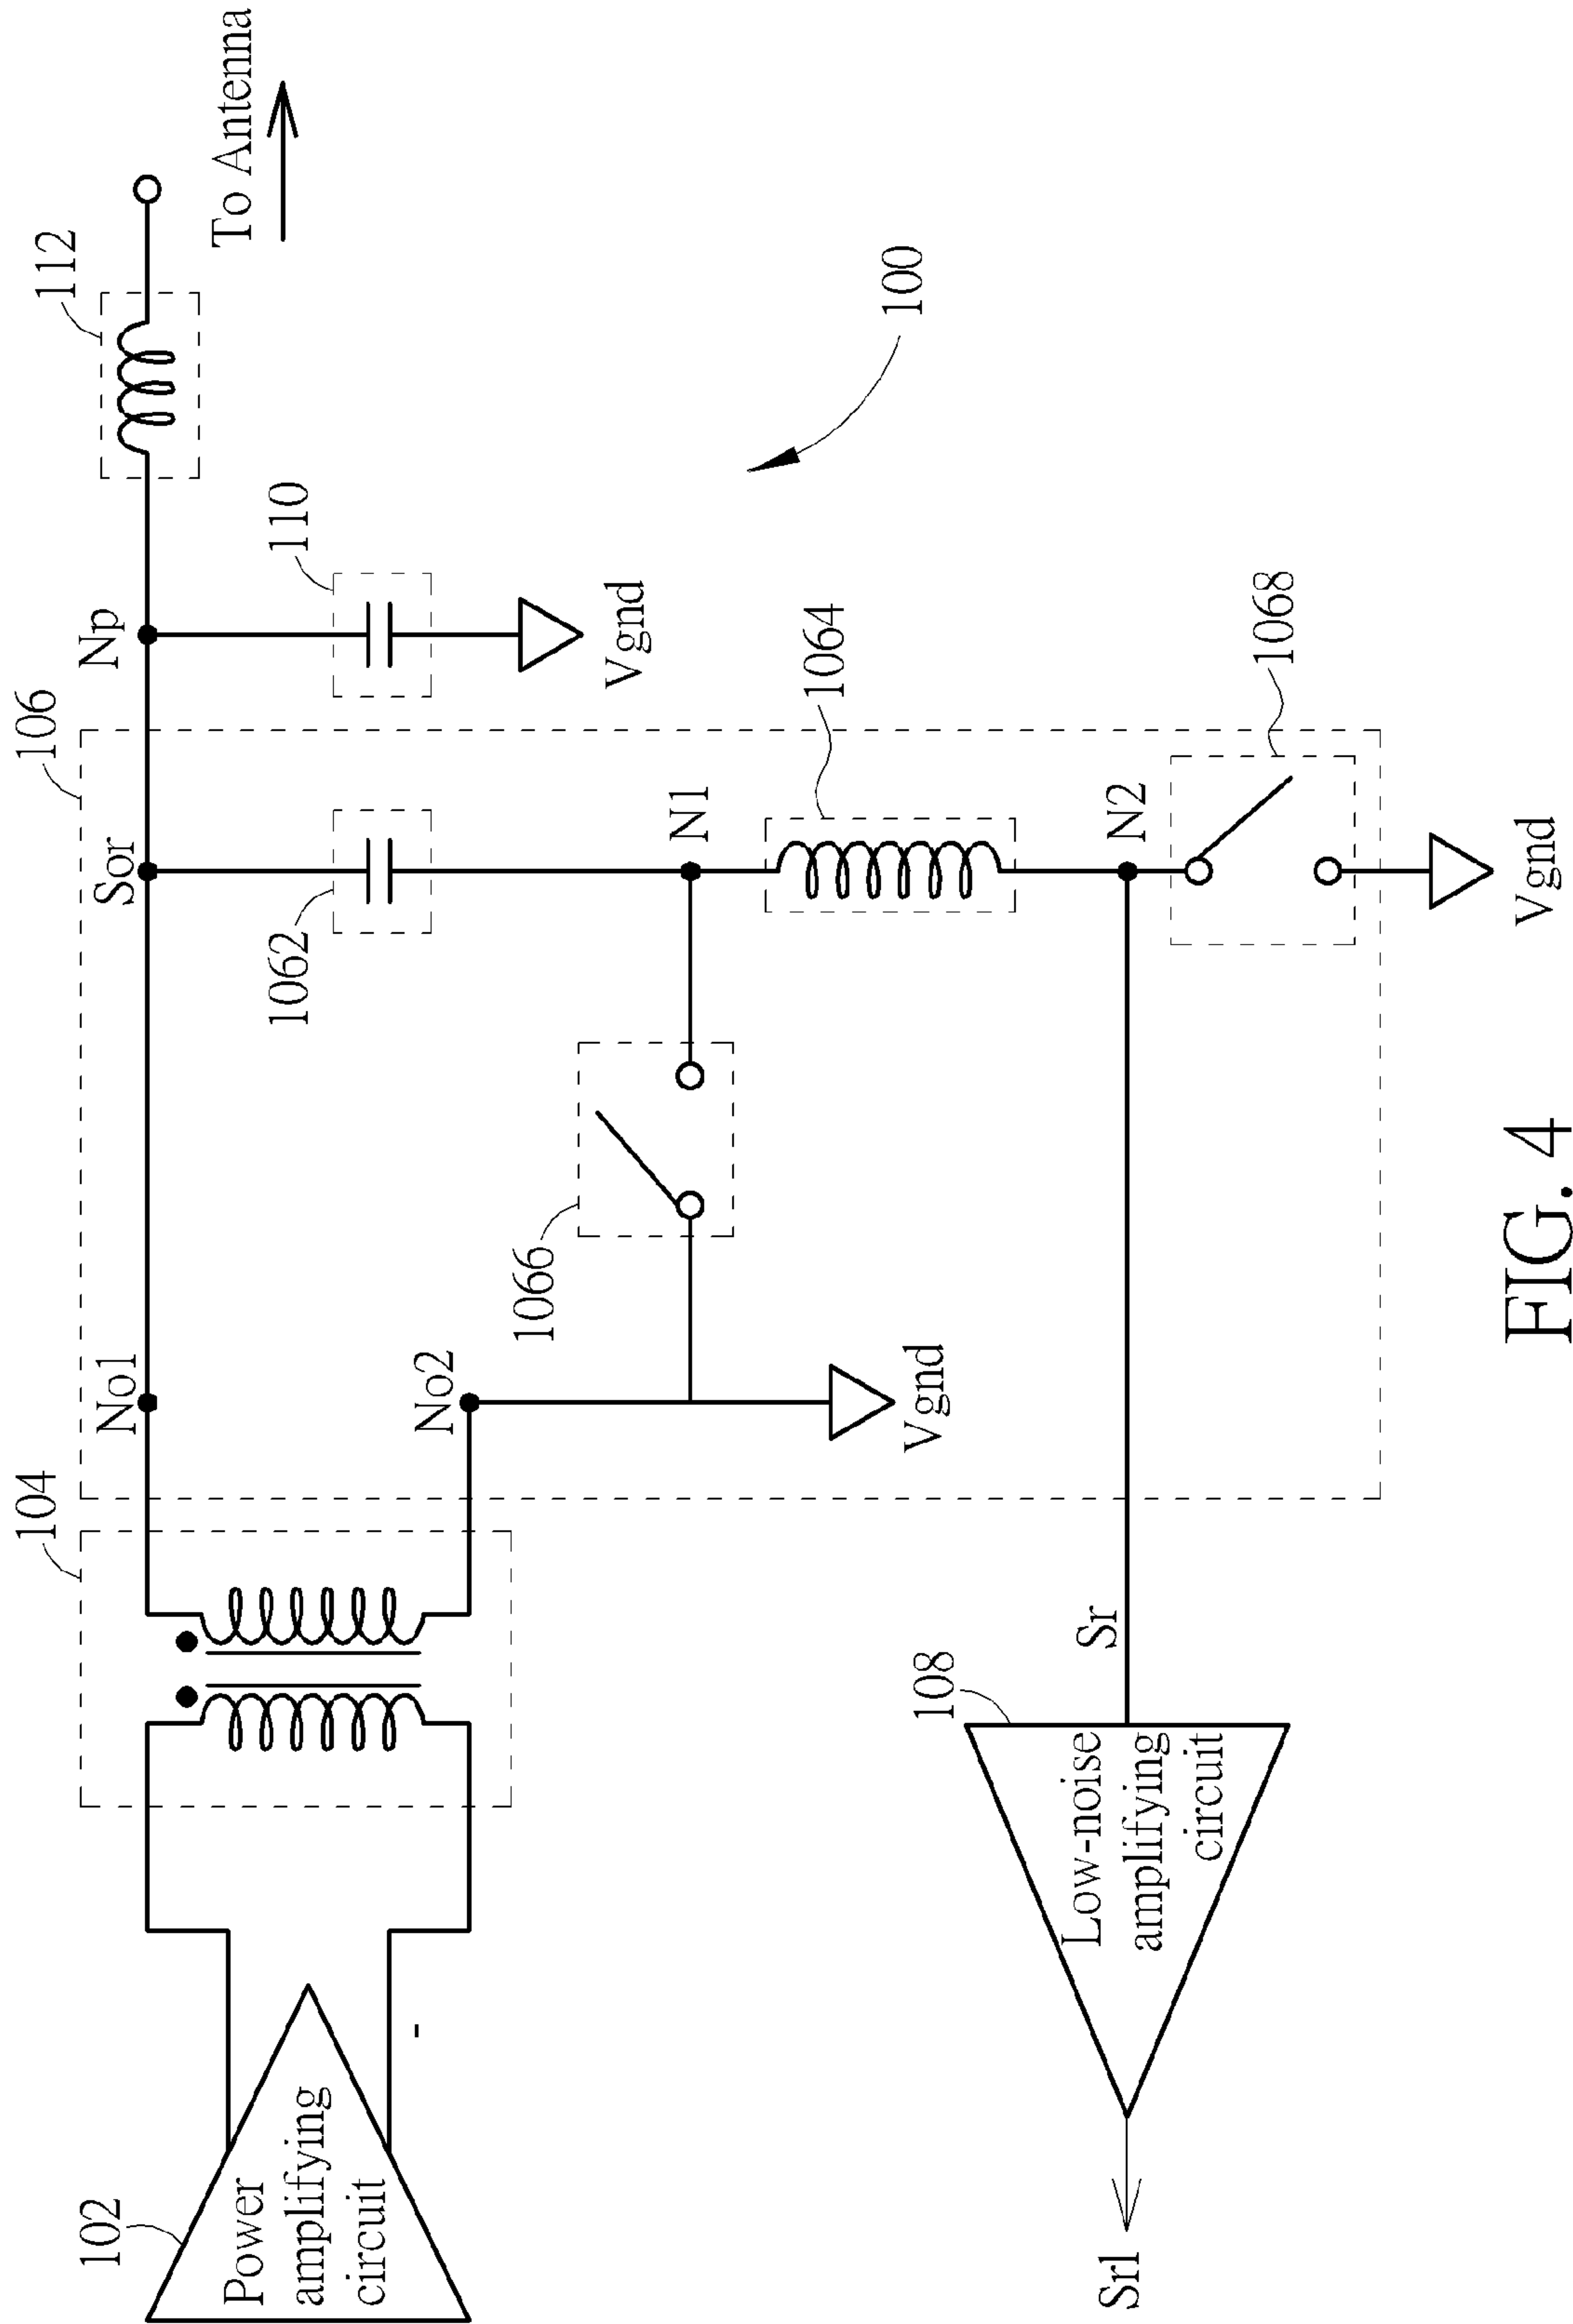 104
106
112
No1
Sor
Np
To Antenna
102
Power
amplifying
circuit
-
No2
1062
110
Vgnd
1066
N1
1064
100
Vgnd
108
Low-noise
amplifying
circuit
Sr
N2
1068
Srl
Vgnd
FIG. 4